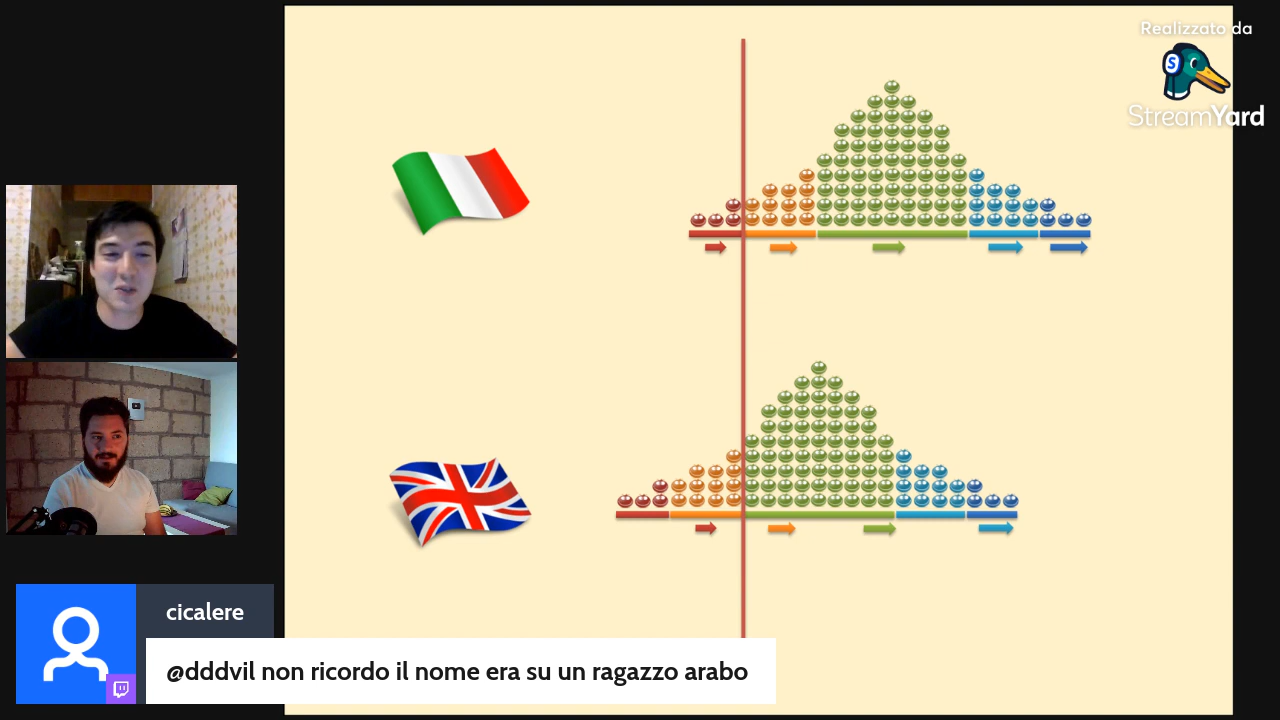 Realizzato da
StreamYard
cicalere
@dddvil non ricordo il nome era su un ragazzo arabo